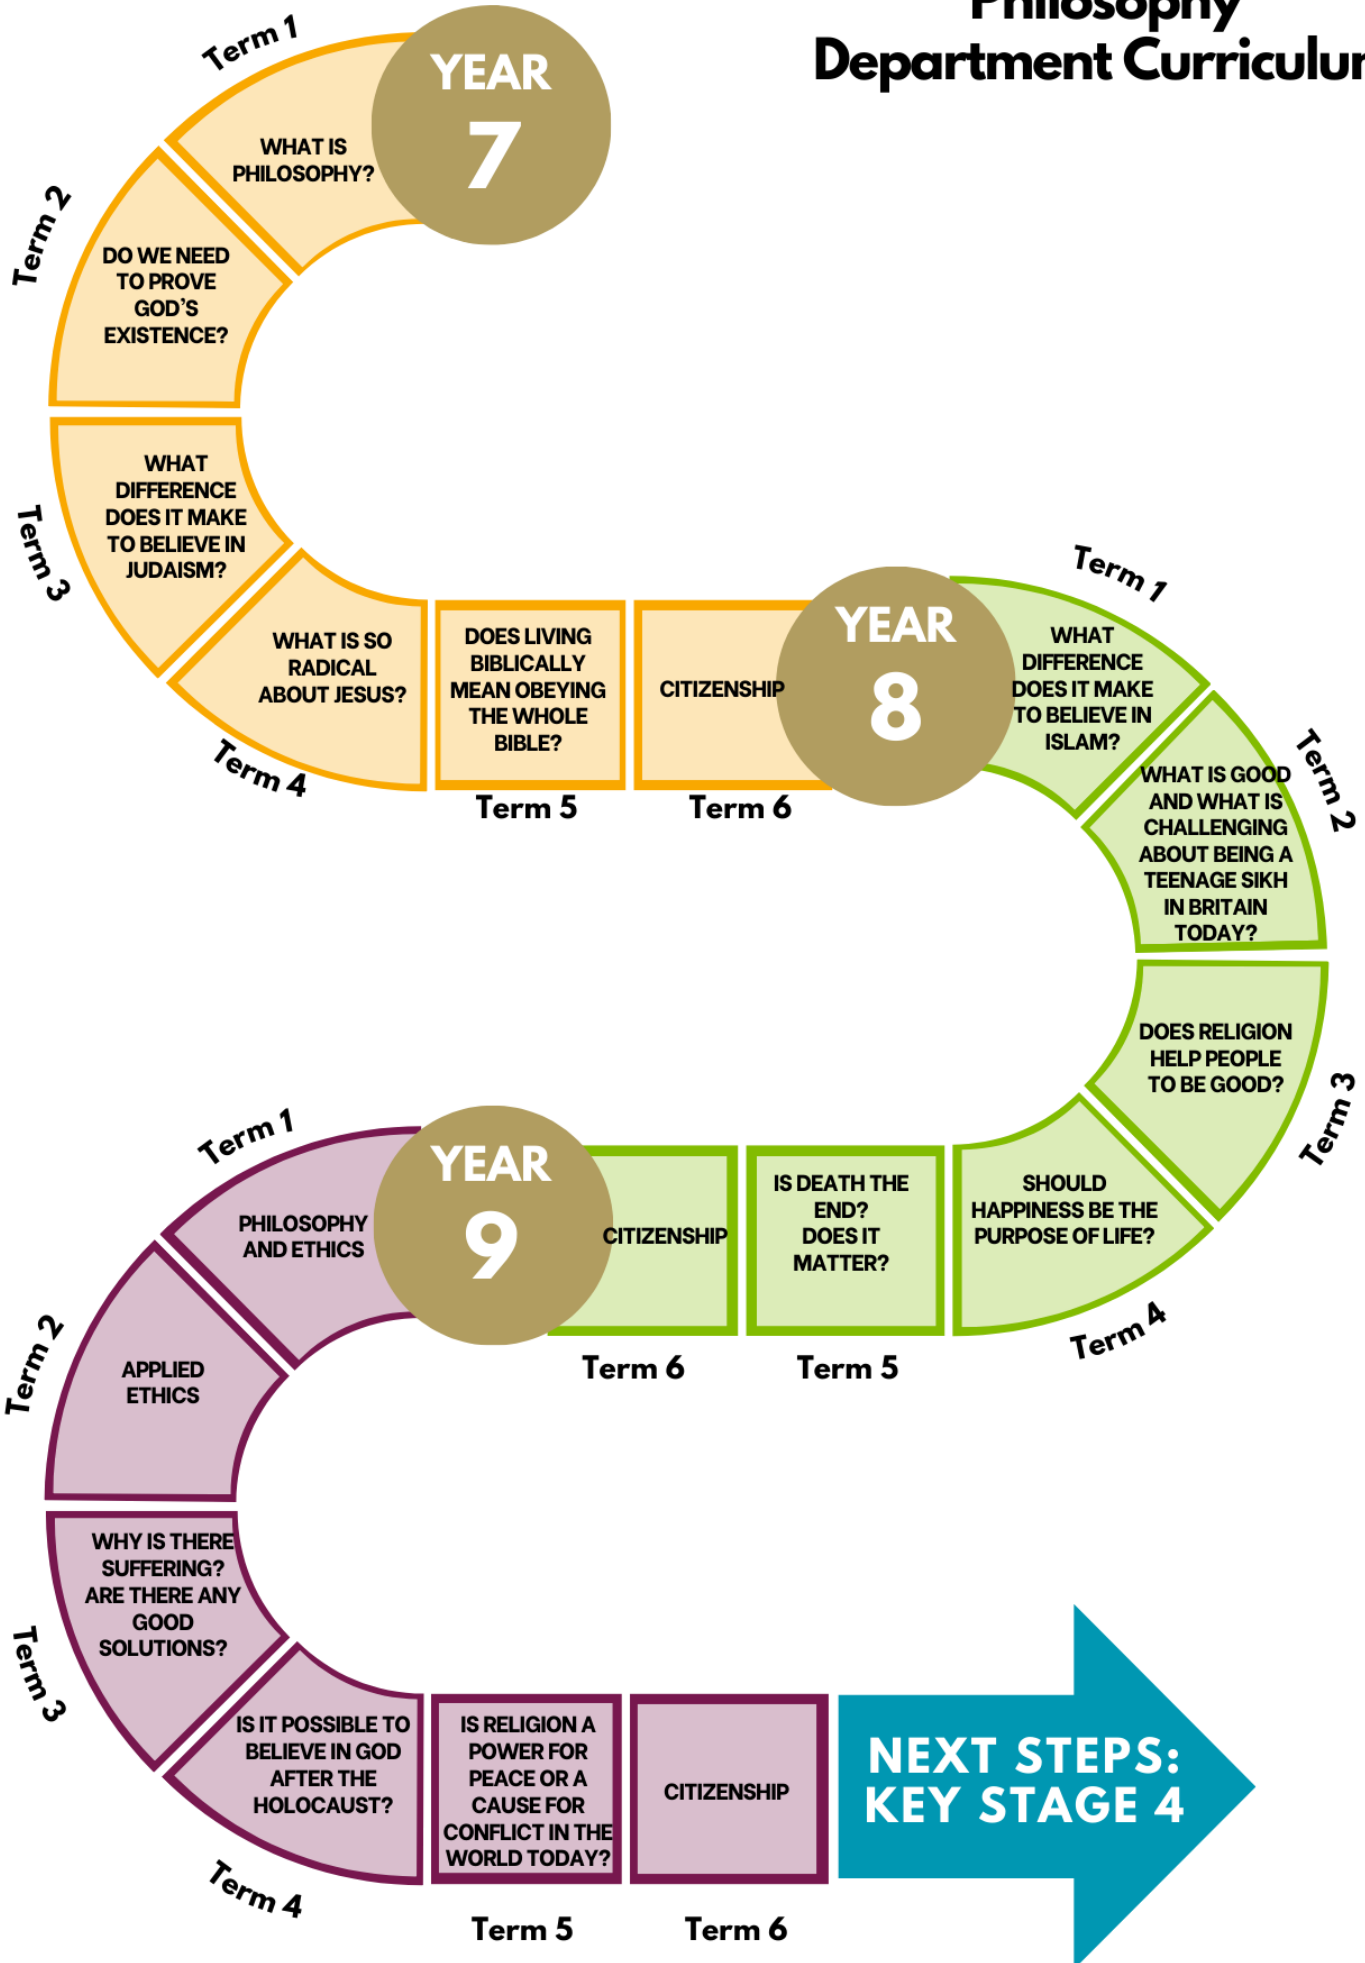 Philosophy
Department Curriculum
YEAR
7
Term 1
WHAT IS
PHILOSOPHY?
Term 2
DO WE NEED
TO PROVE
GOD'S
EXISTENCE?
Term 3
WHAT
DIFFERENCE
DOES IT MAKE
TO BELIEVE IN
JUDAISM?
Term 4
WHAT IS SO
RADICAL
ABOUT JESUS?
DOES LIVING
BIBLICALLY
MEAN OBEYING
THE WHOLE
BIBLE?
Term 5
CITIZENSHIP
Term 6
YEAR
8
Term 1
WHAT
DIFFERENCE
DOES IT MAKE
TO BELIEVE IN
ISLAM?
Term 2
WHAT IS GOOD
AND WHAT IS
CHALLENGING
ABOUT BEING A
TEENAGE SIKH
IN BRITAIN
TODAY?
Term 3
DOES RELIGION
HELP PEOPLE
TO BE GOOD?
Term 4
SHOULD
HAPPINESS BE THE
PURPOSE OF LIFE?
IS DEATH THE
END?
DOES IT
MATTER?
Term 5
CITIZENSHIP
Term 6
YEAR
9
Term 1
PHILOSOPHY
AND ETHICS
Term 2
APPLIED
ETHICS
Term 3
WHY IS THERE
SUFFERING?
ARE THERE ANY
GOOD
SOLUTIONS?
Term 4
IS IT POSSIBLE TO
BELIEVE IN GOD
AFTER THE
HOLOCAUST?
IS RELIGION A
POWER FOR
PEACE OR A
CAUSE FOR
CONFLICT IN THE
WORLD TODAY?
Term 5
CITIZENSHIP
Term 6
NEXT STEPS:
KEY STAGE 4